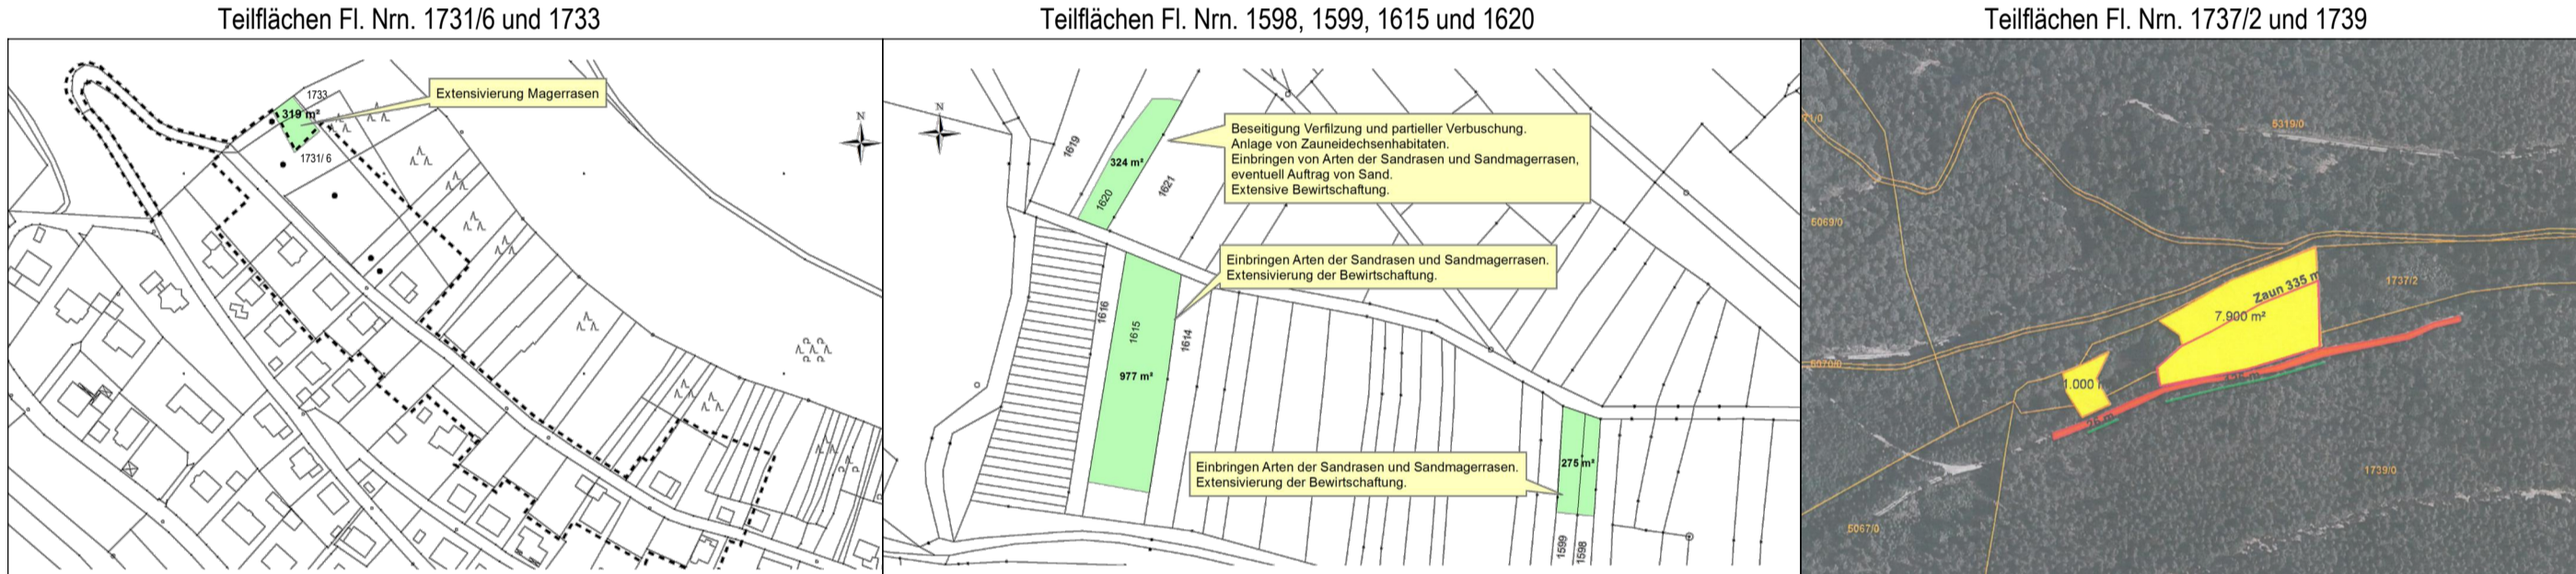 Teilflächen Fl. Nrn. 1731/6 und 1733
Extensivierung Magerrasen
1733
319 m²
1731/ 6
N
Teilflächen Fl. Nrn. 1598, 1599, 1615 und 1620
N
1619
324 m²
1620
1621
Beseitigung Verfilzung und partieller Verbuschung.
Anlage von Zauneidechsenhabitaten.
Einbringen von Arten der Sandrasen und Sandmagerrasen,
eventuell Auftrag von Sand.
Extensive Bewirtschaftung.
Einbringen Arten der Sandrasen und Sandmagerrasen.
Extensivierung der Bewirtschaftung.
1616
1615
1614
977 m²
Einbringen Arten der Sandrasen und Sandmagerrasen.
Extensivierung der Bewirtschaftung.
275 m²
1599
1598
Teilflächen Fl. Nrn. 1737/2 und 1739
71/0
5319/0
5069/0
1737/2
Zaun 335 m
7.900 m²
5070/0
1.000 m
1739/0
5067/0